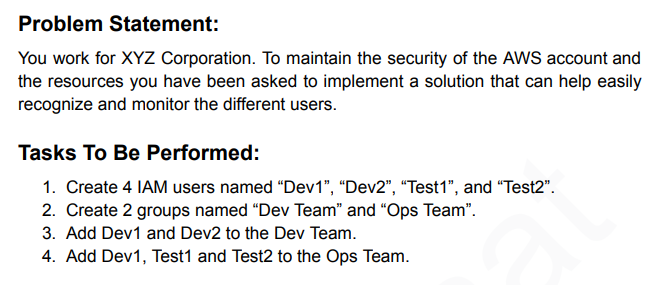 Problem Statement:
You work for XYZ Corporation. To maintain the security of the AWS account and
the resources you have been asked to implement a solution that can help easily
recognize and monitor the different users.
Tasks To Be Performed:
1. Create 4 IAM users named “Dev1”, “Dev2”, “Test1”, and “Test2”.
2. Create 2 groups named “Dev Team” and “Ops Team”.
3. Add Dev1 and Dev2 to the Dev Team.
4. Add Dev1, Test1 and Test2 to the Ops Team.